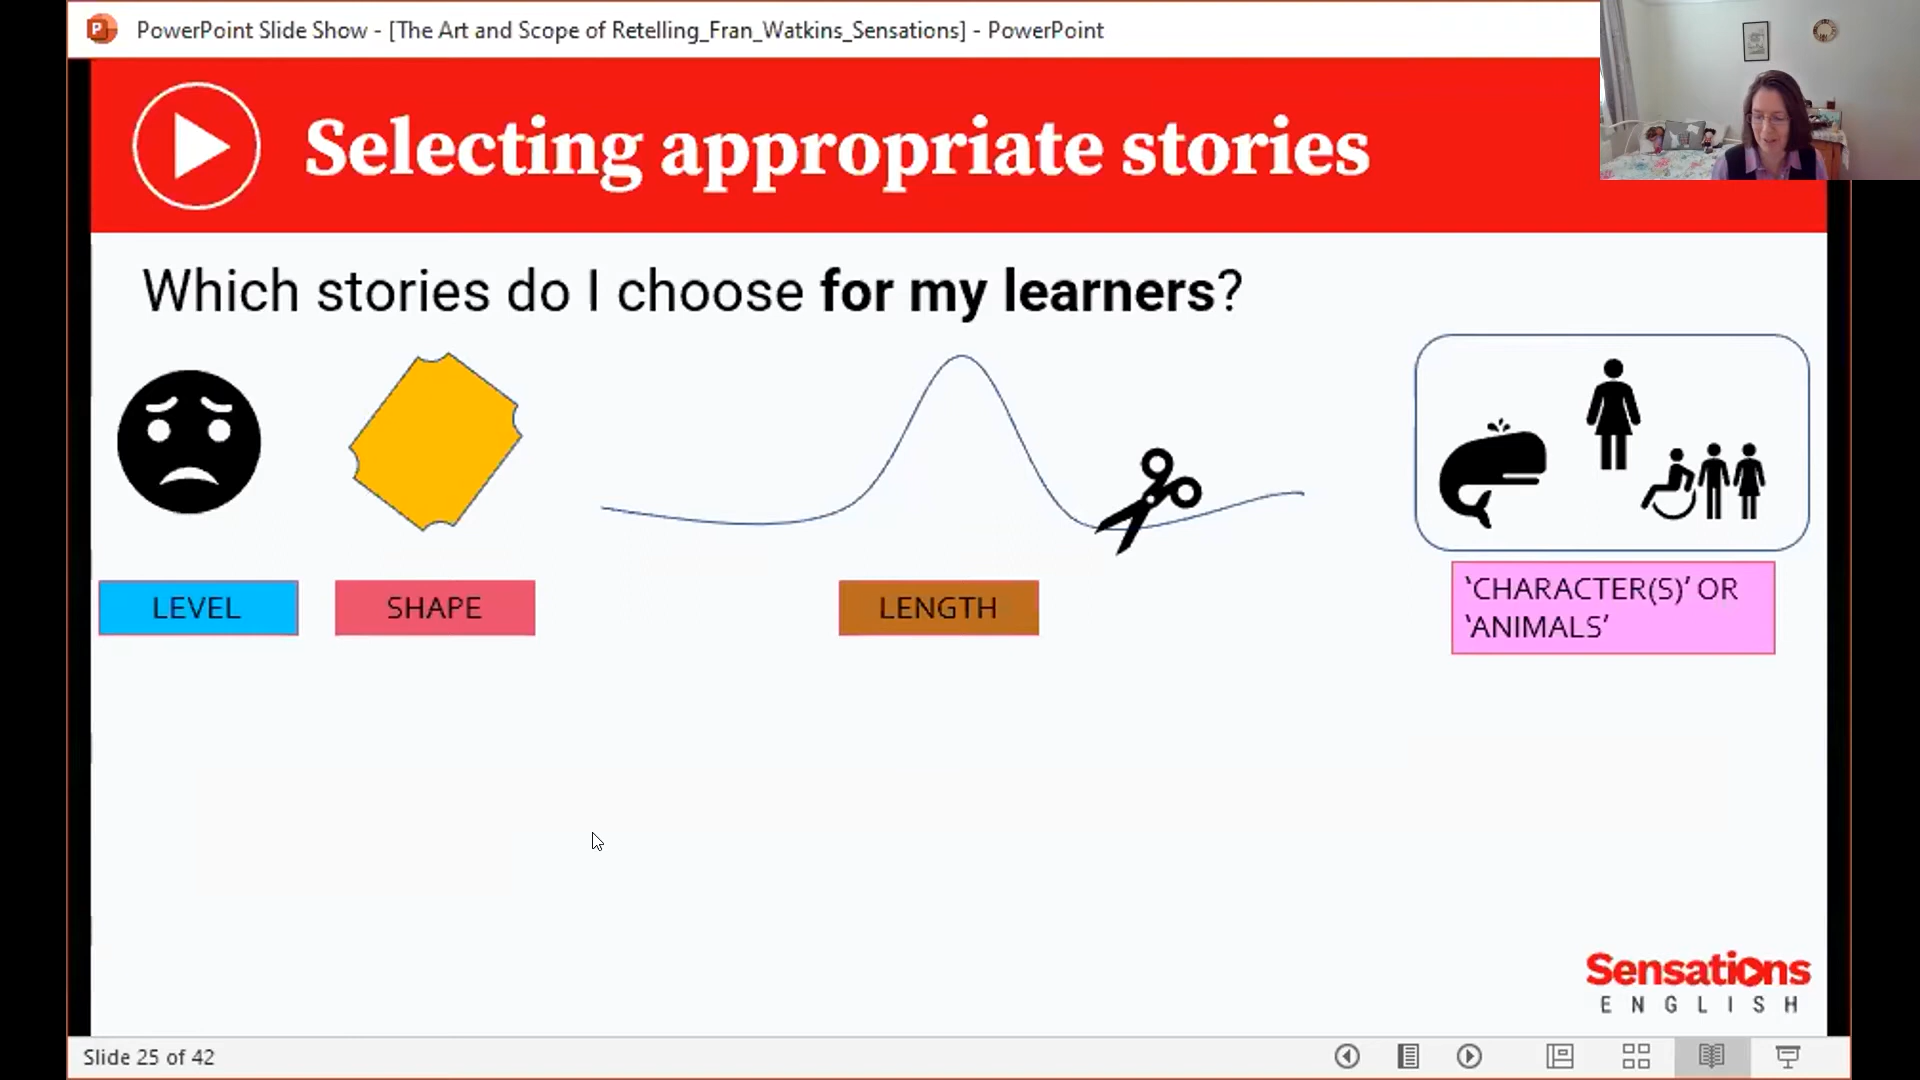 PowerPoint Slide Show - [The Art and Scope of Retelling_Fran_Watkins_Sensations] - PowerPoint
Selecting appropriate stories
Which stories do I choose for my learners?
LEVEL
SHAPE
LENGTH
‘CHARACTER(S)’ OR
‘ANIMALS’
Sensations
ENGLISH
Slide 25 of 42